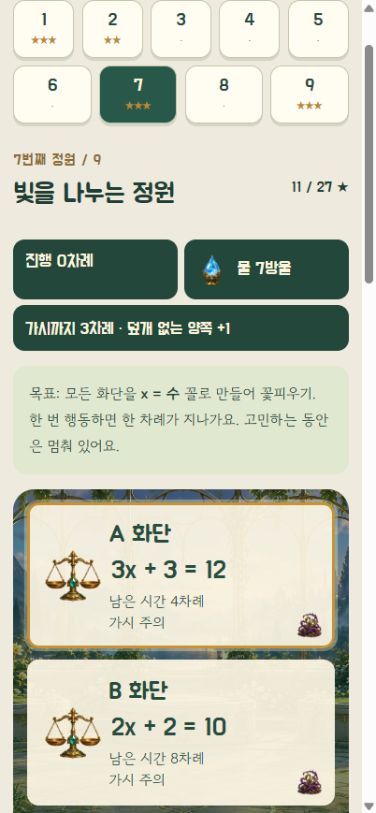 1 2 3 4 5
★★★ ★★ · · ·
6 7 8 9
· ★★★ · ★★★
7번째 정원 / 9
빛을 나누는 정원 11 / 27 ★
진행 0차례 물 7방울
가시까지 3차례 · 덮개 없는 양쪽 +1
목표: 모든 화단을 x = 수 꼴로 만들어 꽃피우기.
한 번 행동하면 한 차례가 지나가요. 고민하는 동안
은 멈춰 있어요.
A 화단
3x + 3 = 12
남은 시간 4차례
가시 주의
B 화단
2x + 2 = 10
남은 시간 8차례
가시 주의